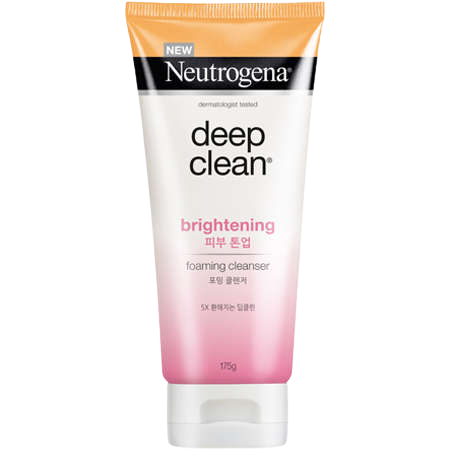 NEW
Neutrogena®
dermatologist tested
deep
clean®
brightening
피부 톤업
foaming cleanser
포밍 클렌저
5X 환해지는 딥클린
175g